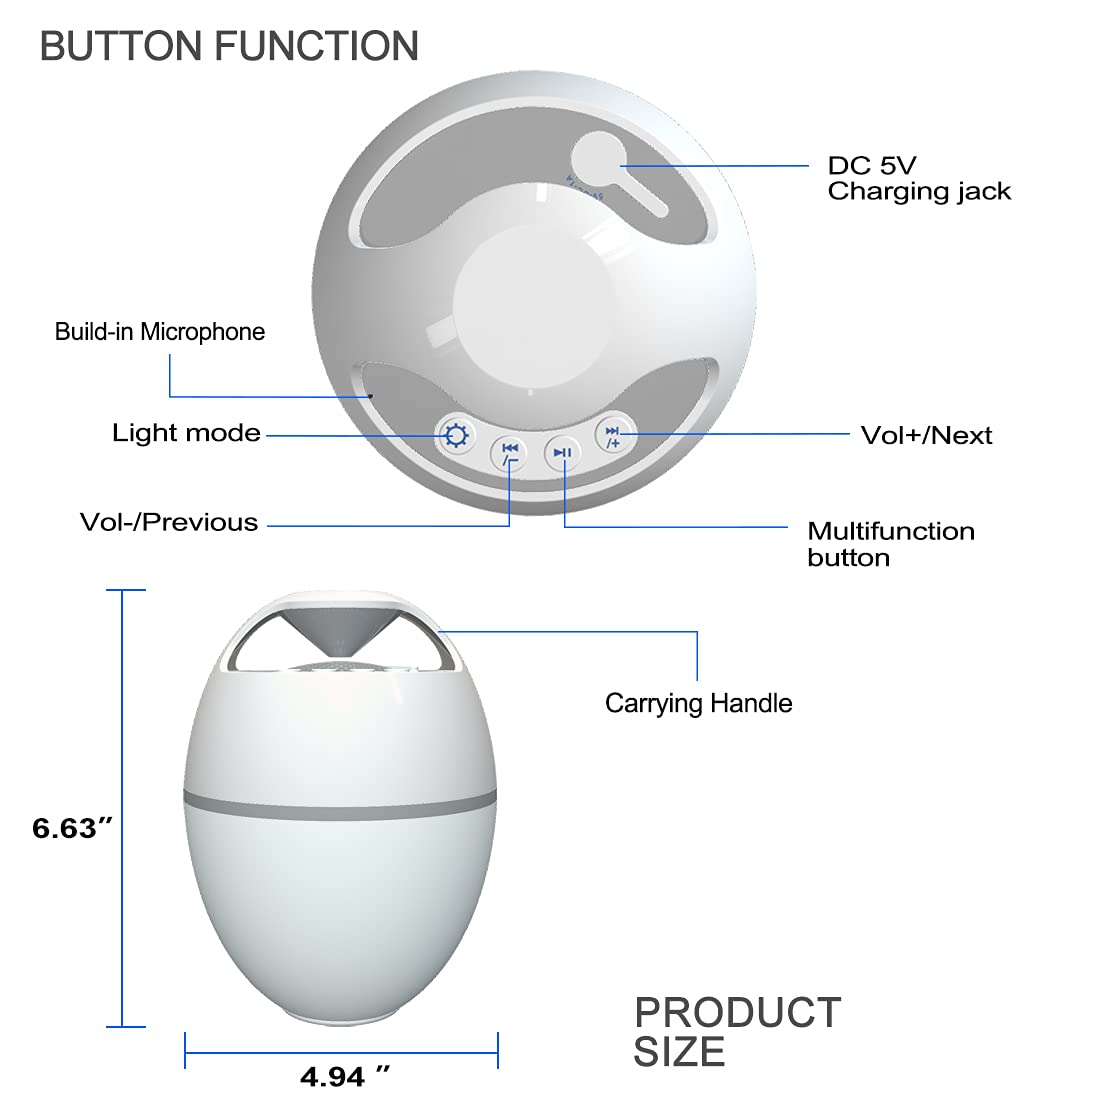 BUTTON FUNCTION
DC 5V
Charging jack
Build-in Microphone
Light mode
Vol+/Next
Vol-/Previous
Multifunction
button
Carrying Handle
6.63”
4.94 ”
PRODUCT
SIZE